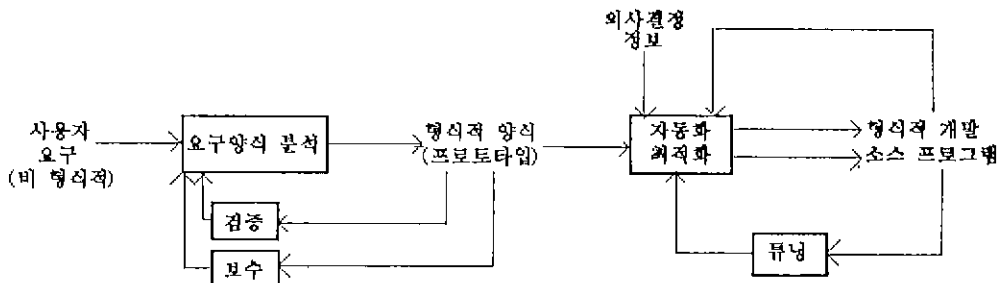 의사결정
정보
사용자
요구
(비 형식적)
요구양식 분석
형식적 양식
(프로토타입)
자동화
최적화
형식적 개발
소스 프로그램
검증
보수
튜닝